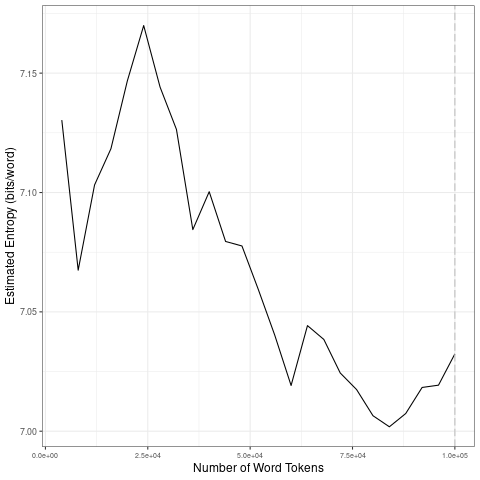 Estimated Entropy (bits/word)
7.15
7.10
7.05
7.00
0.0e+00 2.5e+04 5.0e+04 7.5e+04 1.0e+05
Number of Word Tokens